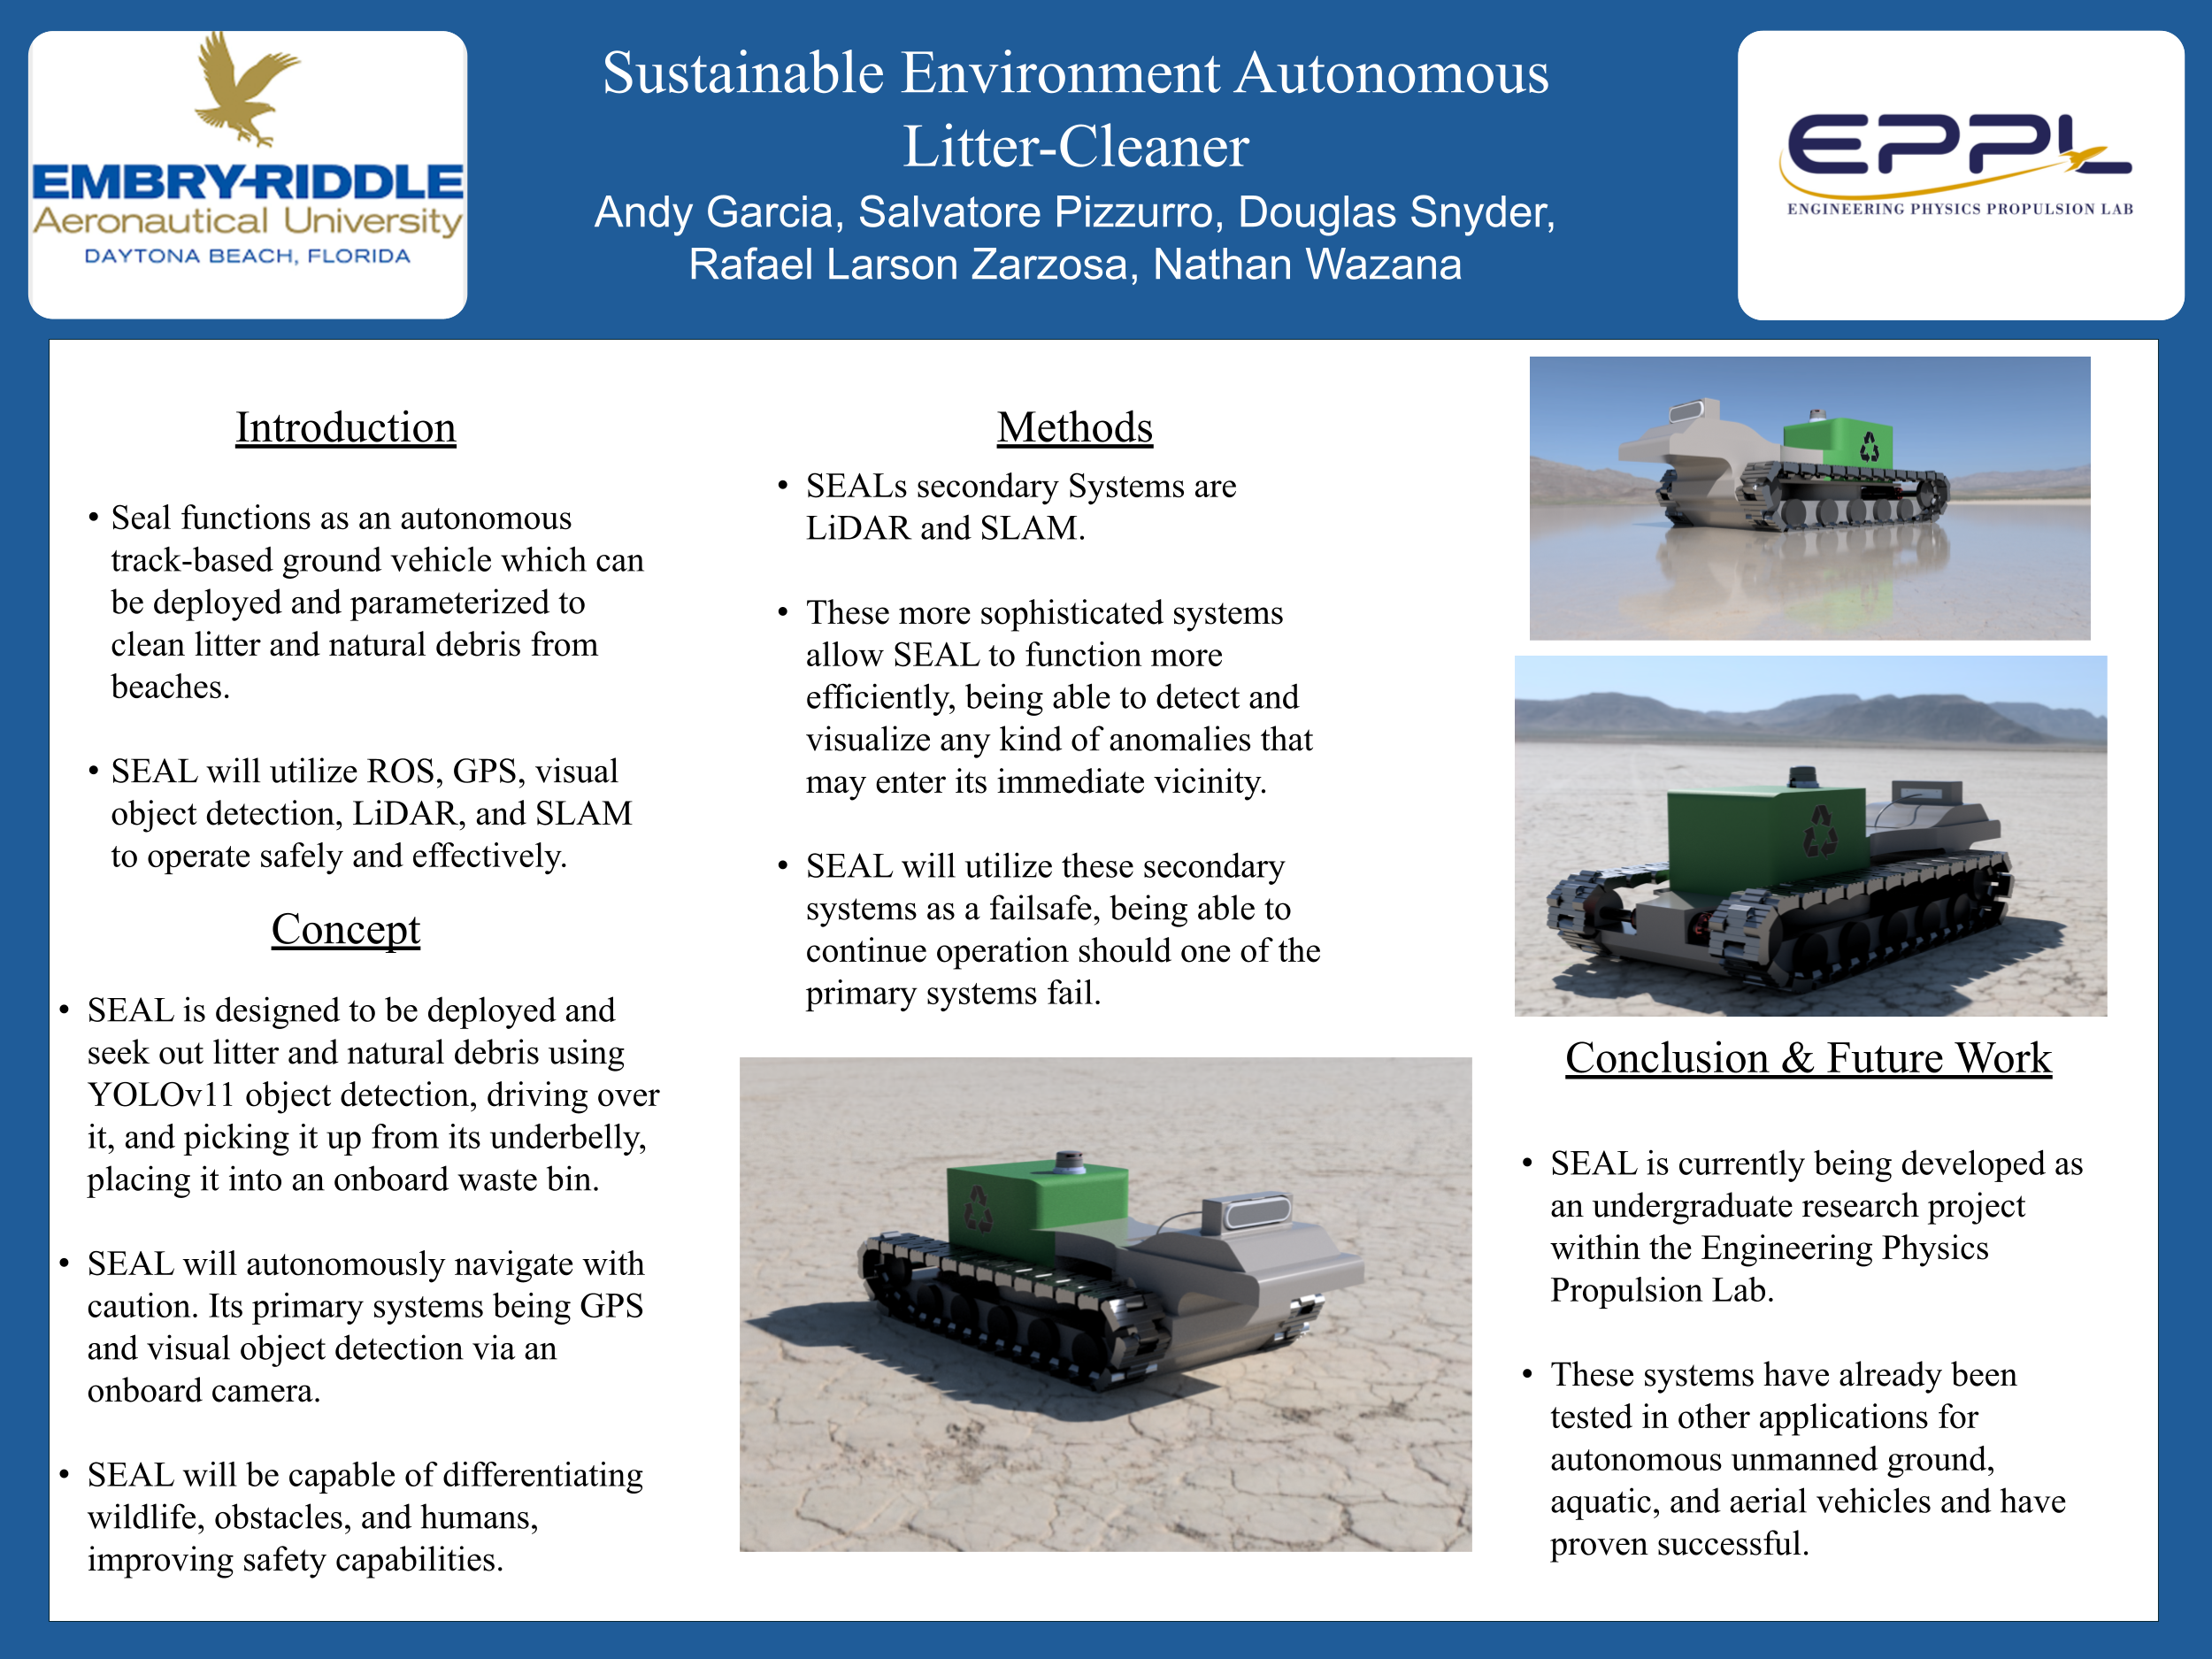 EMBRY-RIDDLE
Aeronautical University
DAYTONA BEACH, FLORIDA
Sustainable Environment Autonomous
Litter-Cleaner
Andy Garcia, Salvatore Pizzurro, Douglas Snyder,
Rafael Larson Zarzosa, Nathan Wazana
EPPL
ENGINEERING PHYSICS PROPULSION LAB
Introduction
• Seal functions as an autonomous
track-based ground vehicle which can
be deployed and parameterized to
clean litter and natural debris from
beaches.
• SEAL will utilize ROS, GPS, visual
object detection, LiDAR, and SLAM
to operate safely and effectively.
Concept
• SEAL is designed to be deployed and
seek out litter and natural debris using
YOLOv11 object detection, driving over
it, and picking it up from its underbelly,
placing it into an onboard waste bin.
• SEAL will autonomously navigate with
caution. Its primary systems being GPS
and visual object detection via an
onboard camera.
• SEAL will be capable of differentiating
wildlife, obstacles, and humans,
improving safety capabilities.
Methods
• SEALs secondary Systems are
LiDAR and SLAM.
• These more sophisticated systems
allow SEAL to function more
efficiently, being able to detect and
visualize any kind of anomalies that
may enter its immediate vicinity.
• SEAL will utilize these secondary
systems as a failsafe, being able to
continue operation should one of the
primary systems fail.
Conclusion & Future Work
• SEAL is currently being developed as
an undergraduate research project
within the Engineering Physics
Propulsion Lab.
• These systems have already been
tested in other applications for
autonomous unmanned ground,
aquatic, and aerial vehicles and have
proven successful.